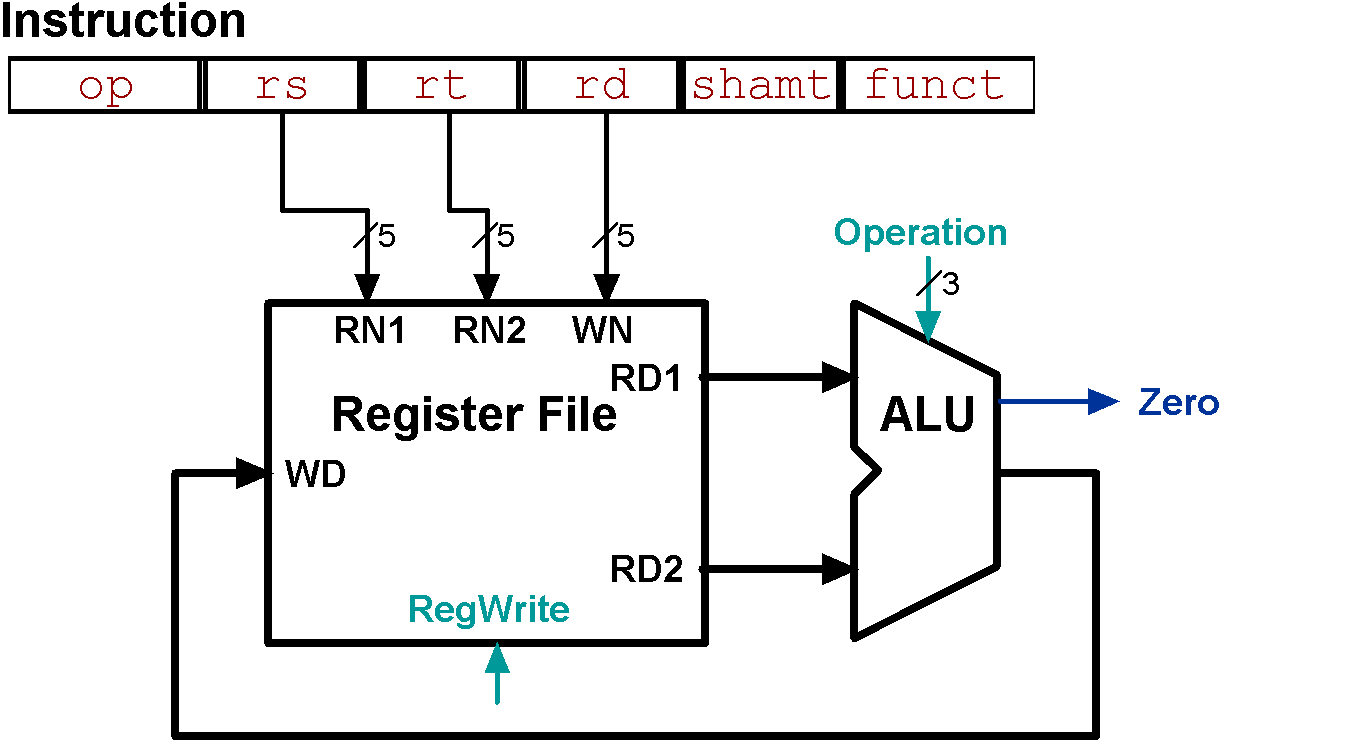 Instruction
op rs rt rd shamt funct
5 5 5
Operation
3
RN1 RN2 WN
RD1
Register File
ALU
Zero
WD
RD2
RegWrite